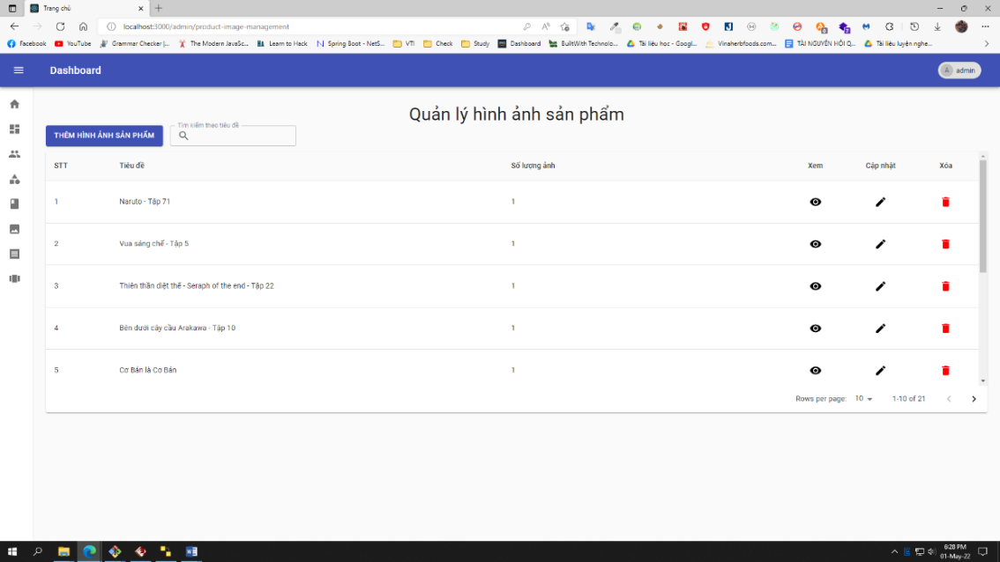 Trang chủ
localhost:3000/admin/product-image-management
Facebook YouTube Grammar Checker |... The Modern JavaSc... Learn to Hack Spring Boot - NetS... VTI Check Study Dashboard BuiltWith Technolo... Tài liệu học - Googl... Vinaherbfoods.com... TÀI NGUYÊN HỘI Q... Tài liệu luyện nghe...
Dashboard
A admin
Quản lý hình ảnh sản phẩm
THÊM HÌNH ẢNH SẢN PHẨM
Tìm kiếm theo tiêu đề
STT Tiêu đề Số lượng ảnh Xem Cập nhật Xóa
1 Naruto - Tập 71 1
2 Vua sáng chế - Tập 5 1
3 Thiên thần diệt thế - Seraph of the end - Tập 22 1
4 Bên dưới cây cầu Arakawa - Tập 10 1
5 Cơ Bản là Cơ Bản 1
Rows per page: 10 1-10 of 21
6:28 PM
01-May-22